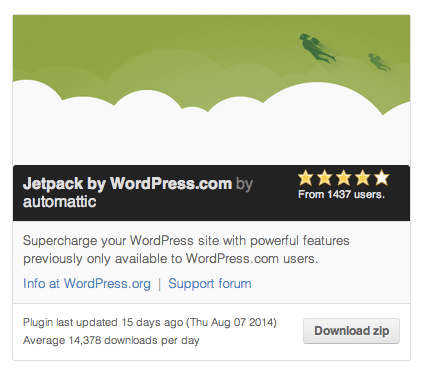 Jetpack by WordPress.com by
automattic
From 1437 users.
Supercharge your WordPress site with powerful features
previously only available to WordPress.com users.
Info at WordPress.org | Support forum
Plugin last updated 15 days ago (Thu Aug 07 2014)
Average 14,378 downloads per day
Download zip